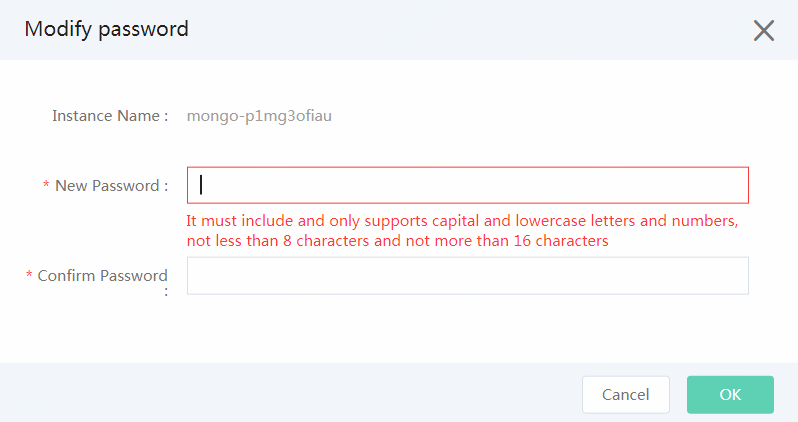 Modify password
Instance Name : mongo-p1mg3ofiau
* New Password :
It must include and only supports capital and lowercase letters and numbers,
not less than 8 characters and not more than 16 characters
* Confirm Password
:
Cancel OK